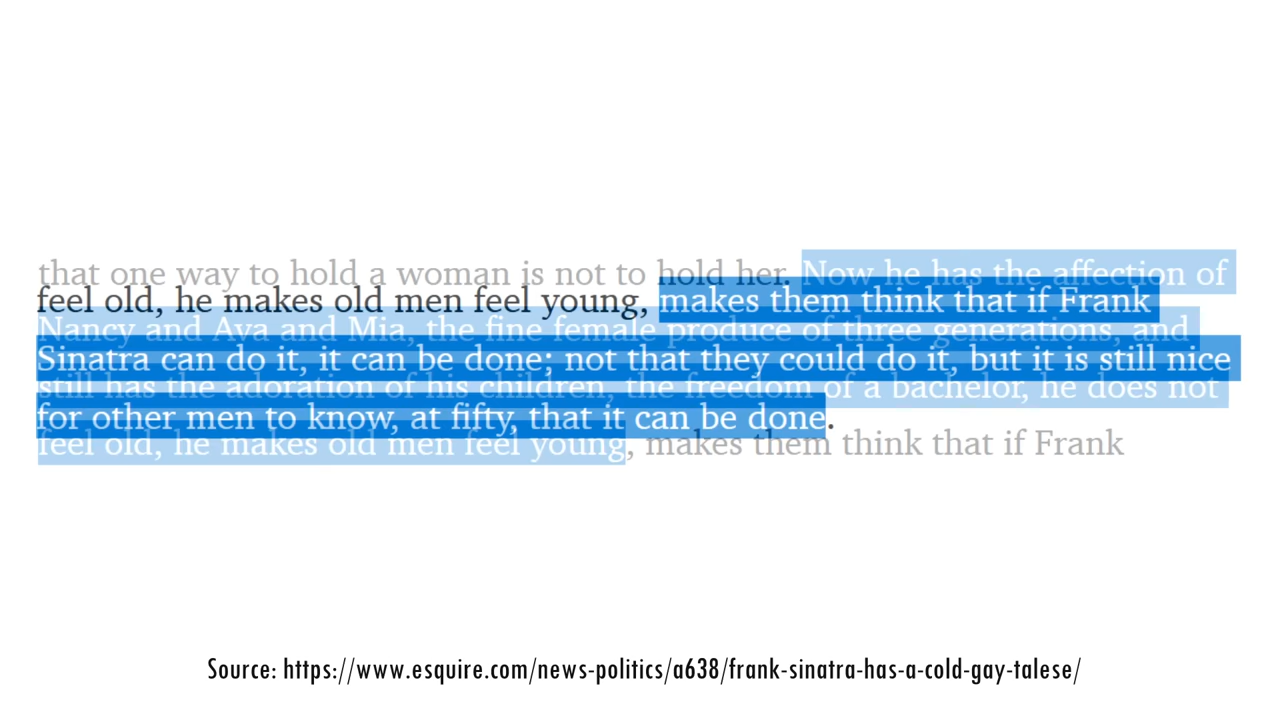 that one way to hold a woman is not to hold her. Now he has the affection of
feel old, he makes old men feel young, makes them think that if Frank
Nancy and Ava and Mia, the fine female produce of three generations, and
Sinatra can do it, it can be done; not that they could do it, but it is still nice
still has the adoration of his children, the freedom of a bachelor, he does not
for other men to know, at fifty, that it can be done.
feel old, he makes old men feel young, makes them think that if Frank
Source: https://www.esquire.com/news-politics/a638/frank-sinatra-has-a-cold-gay-talese/